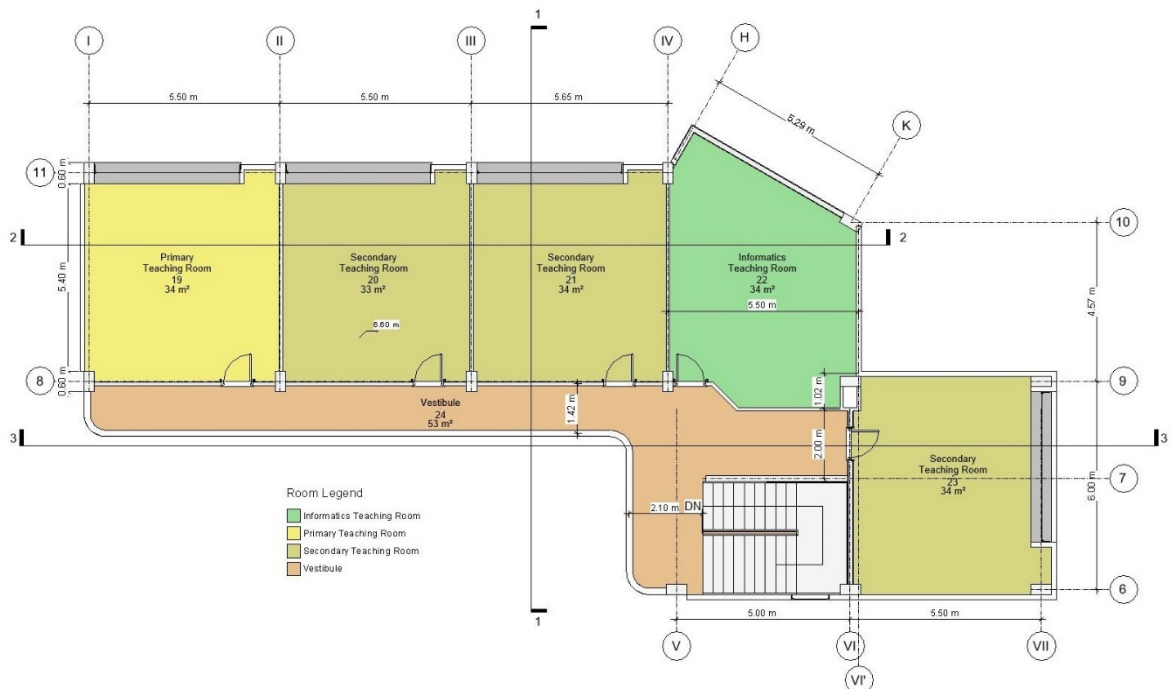 1
I
II
III
IV
H
5.50 m
5.50 m
5.65 m
5.29 m
K
11
0.60 m
10
2
2
Primary
Teaching Room
19
34 m²
Secondary
Teaching Room
20
33 m²
Secondary
Teaching Room
21
34 m²
Informatics
Teaching Room
22
34 m²
5.40 m
4.57 m
5.50 m
6.60 m
8
0.60 m
9
1.02 m
Vestibule
24
53 m²
1.42 m
3
3
2.00 m
Secondary
Teaching Room
23
34 m²
7
6.00 m
Room Legend
Informatics Teaching Room
Primary Teaching Room
Secondary Teaching Room
Vestibule
2.10 m
DN
6
1
5.00 m
5.50 m
V
VI
VII
VI'